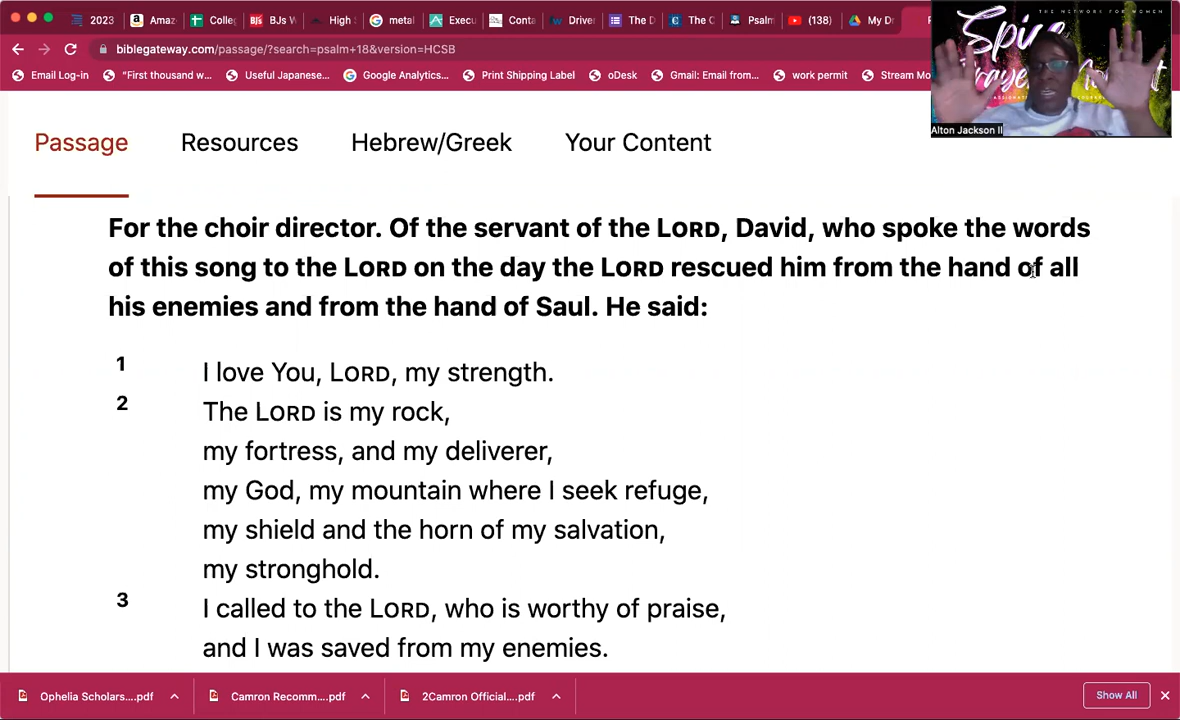 2023
Amaz
Colleg
BJs W
High S
metal
Execu
Conta
Driver
The D
The C
Psalm
(138)
My Dr
biblegateway.com/passage/?search=psalm+18&version=HCSB
Email Log-in
"First thousand w...
Useful Japanese...
Google Analytics...
Print Shipping Label
oDesk
Gmail: Email from...
work permit
Stream Mo
THE NETWORK FOR WOMEN
Alton Jackson II
Passage
Resources
Hebrew/Greek
Your Content
For the choir director. Of the servant of the LORD, David, who spoke the words
of this song to the LORD on the day the LORD rescued him from the hand of all
his enemies and from the hand of Saul. He said:
1 I love You, LORD, my strength.
2 The LORD is my rock,
my fortress, and my deliverer,
my God, my mountain where I seek refuge,
my shield and the horn of my salvation,
my stronghold.
3 I called to the LORD, who is worthy of praise,
and I was saved from my enemies.
Ophelia Scholars....pdf
Camron Recomm....pdf
2Camron Official....pdf
Show All